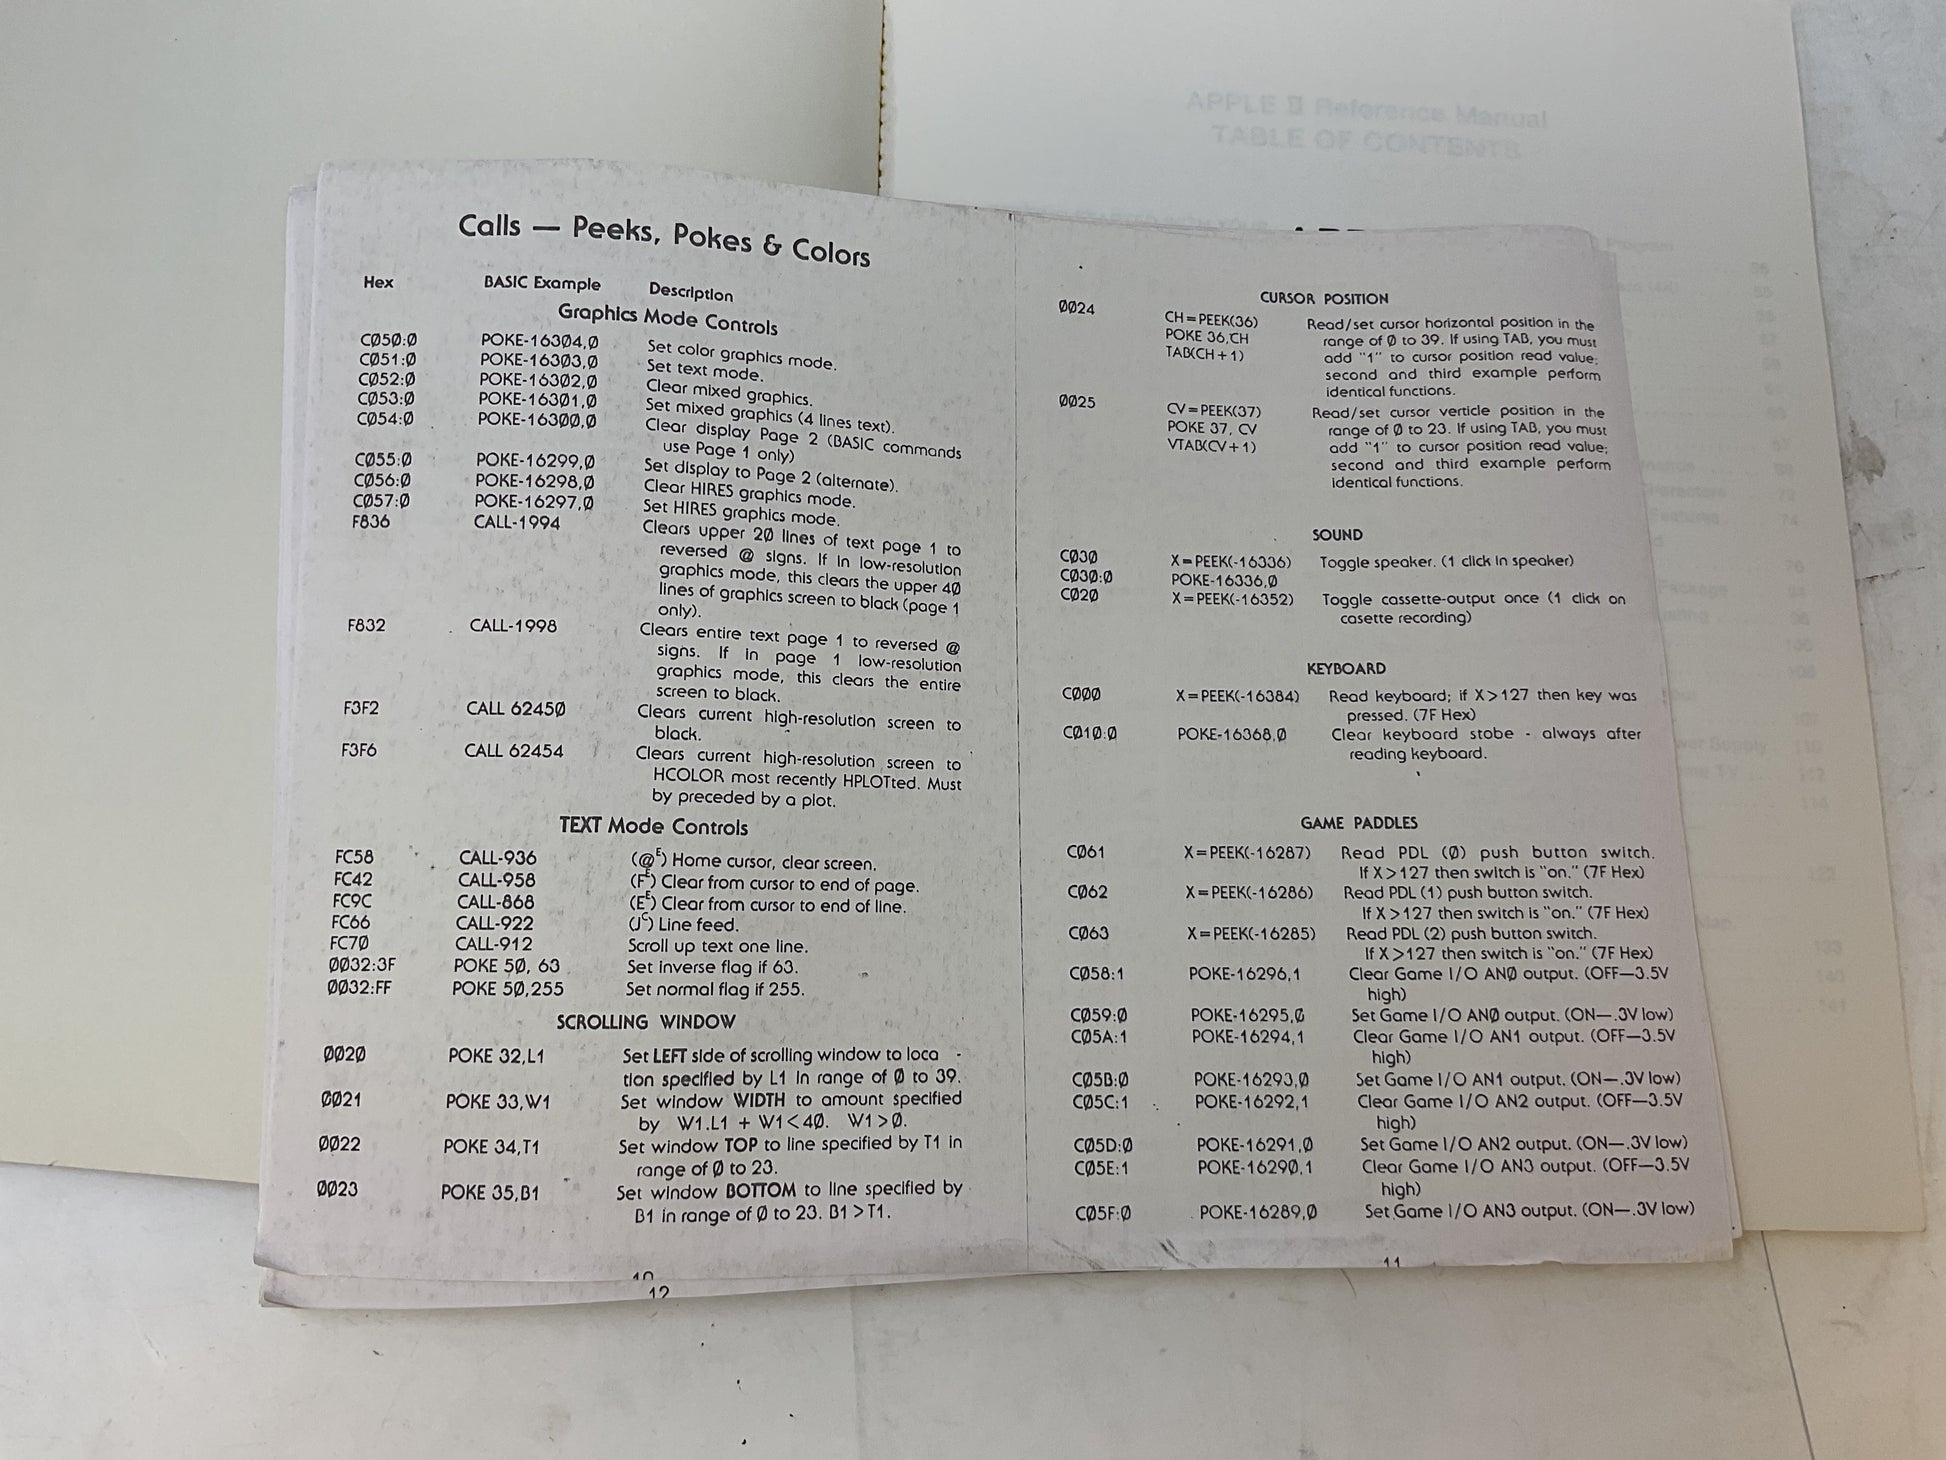 APPLE II Reference Manual
TABLE OF CONTENTS
Calls — Peeks, Pokes & Colors
Hex BASIC Example Description
Graphics Mode Controls
CØ50:Ø POKE-16304,Ø Set color graphics mode.
CØ51:Ø POKE-16303,Ø Set text mode.
CØ52:Ø POKE-163Ø2,Ø Clear mixed graphics.
CØ53:Ø POKE-163Ø1,Ø Set mixed graphics (4 lines text).
CØ54:Ø POKE-163ØØ,Ø Clear display Page 2 (BASIC commands
use Page 1 only)
CØ55:Ø POKE-16299,Ø Set display to Page 2 (alternate).
CØ56:Ø POKE-16298,Ø Clear HIRES graphics mode.
CØ57:Ø POKE-16297,Ø Set HIRES graphics mode.
F836 CALL-1994 Clears upper 2Ø lines of text page 1 to
reversed @ signs. If in low-resolution
graphics mode, this clears the upper 4Ø
lines of graphics screen to black (page 1
only).
F832 CALL-1998 Clears entire text page 1 to reversed @
signs. If in page 1 low-resolution
graphics mode, this clears the entire
screen to black.
F3F2 CALL 6245Ø Clears current high-resolution screen to
black.
F3F6 CALL 62454 Clears current high-resolution screen to
HCOLOR most recently HPLOTted. Must
by preceded by a plot.
TEXT Mode Controls
FC58 CALL-936 (@E) Home cursor, clear screen.
FC42 CALL-958 (FE) Clear from cursor to end of page.
FC9C CALL-868 (EE) Clear from cursor to end of line.
FC66 CALL-922 (JC) Line feed.
FC7Ø CALL-912 Scroll up text one line.
ØØ32:3F POKE 5Ø, 63 Set inverse flag if 63.
ØØ32:FF POKE 5Ø,255 Set normal flag if 255.
SCROLLING WINDOW
ØØ2Ø POKE 32,L1 Set LEFT side of scrolling window to loca -
tion specified by L1 in range of Ø to 39.
ØØ21 POKE 33,W1 Set window WIDTH to amount specified
by W1.L1 + W1<4Ø. W1>Ø.
ØØ22 POKE 34,T1 Set window TOP to line specified by T1 in
range of Ø to 23.
ØØ23 POKE 35,B1 Set window BOTTOM to line specified by
B1 in range of Ø to 23. B1>T1.
10
12
CURSOR POSITION
ØØ24 CH=PEEK(36) Read/set cursor horizontal position in the
POKE 36,CH range of Ø to 39. If using TAB, you must
TAB(CH+1) add "1" to cursor position read value;
second and third example perform
identical functions.
ØØ25 CV=PEEK(37) Read/set cursor verticle position in the
POKE 37, CV range of Ø to 23. If using TAB, you must
VTAB(CV+1) add "1" to cursor position read value;
second and third example perform
identical functions.
SOUND
CØ3Ø X=PEEK(-16336) Toggle speaker. (1 click in speaker)
CØ3Ø:Ø POKE-16336,Ø
CØ2Ø X=PEEK(-16352) Toggle cassette-output once (1 click on
casette recording)
KEYBOARD
CØØØ X=PEEK(-16384) Read keyboard; if X>127 then key was
pressed. (7F Hex)
CØ1Ø:Ø POKE-16368,Ø Clear keyboard stobe - always after
reading keyboard.
GAME PADDLES
CØ61 X=PEEK(-16287) Read PDL (Ø) push button switch.
If X>127 then switch is "on." (7F Hex)
CØ62 X=PEEK(-16286) Read PDL (1) push button switch.
If X>127 then switch is "on." (7F Hex)
CØ63 X=PEEK(-16285) Read PDL (2) push button switch.
If X>127 then switch is "on." (7F Hex)
CØ58:1 POKE-16296,1 Clear Game I/O ANØ output. (OFF—3.5V
high)
CØ59:Ø POKE-16295,Ø Set Game I/O ANØ output. (ON—.3V low)
CØ5A:1 POKE-16294,1 Clear Game I/O AN1 output. (OFF—3.5V
high)
CØ5B:Ø POKE-16293,Ø Set Game I/O AN1 output. (ON—.3V low)
CØ5C:1 POKE-16292,1 Clear Game I/O AN2 output. (OFF—3.5V
high)
CØ5D:Ø POKE-16291,Ø Set Game I/O AN2 output. (ON—.3V low)
CØ5E:1 POKE-1629Ø,1 Clear Game I/O AN3 output. (OFF—3.5V
high)
CØ5F:Ø POKE-16289,Ø Set Game I/O AN3 output. (ON—.3V low)
11